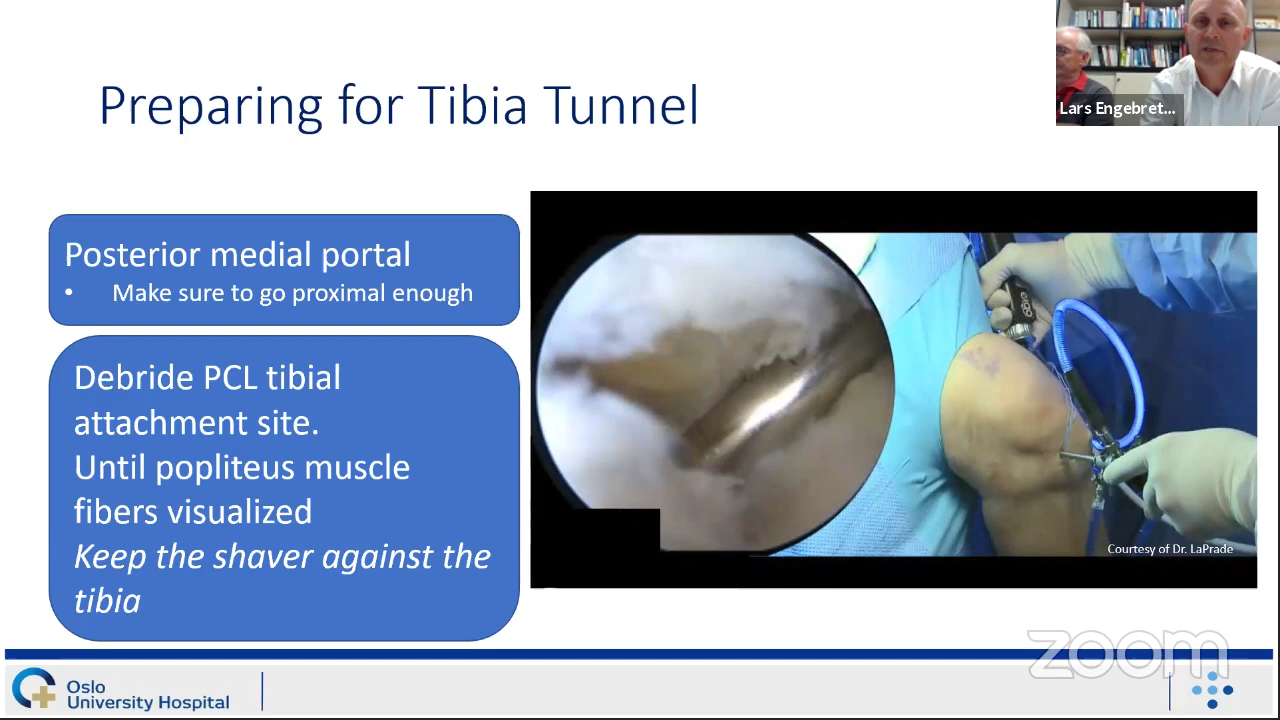 Preparing for Tibia Tunnel
Lars Engebret...
Posterior medial portal
• Make sure to go proximal enough
Debride PCL tibial
attachment site.
Until popliteus muscle
fibers visualized
Keep the shaver against the
tibia
Courtesy of Dr. LaPrade
zoom
Oslo
University Hospital